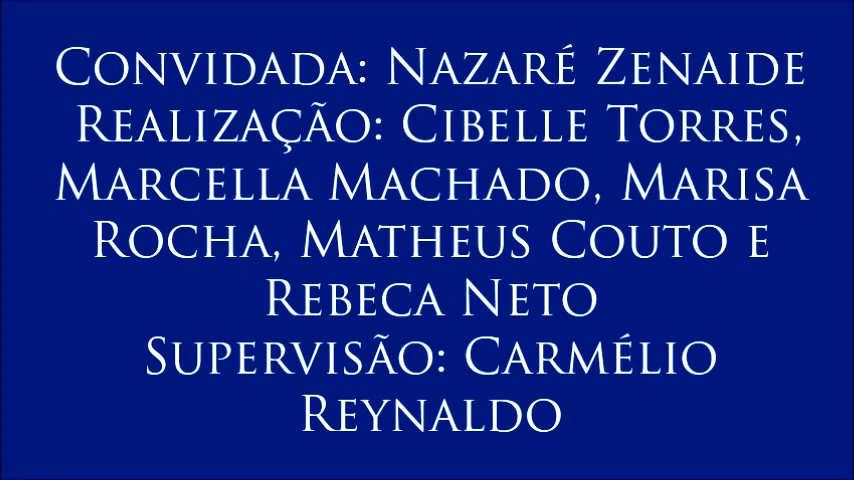 Convidada: Nazaré Zenaide
Realização: Cibelle Torres,
Marcella Machado, Marisa
Rocha, Matheus Couto e
Rebeca Neto
Supervisão: Carmélio
Reynaldo